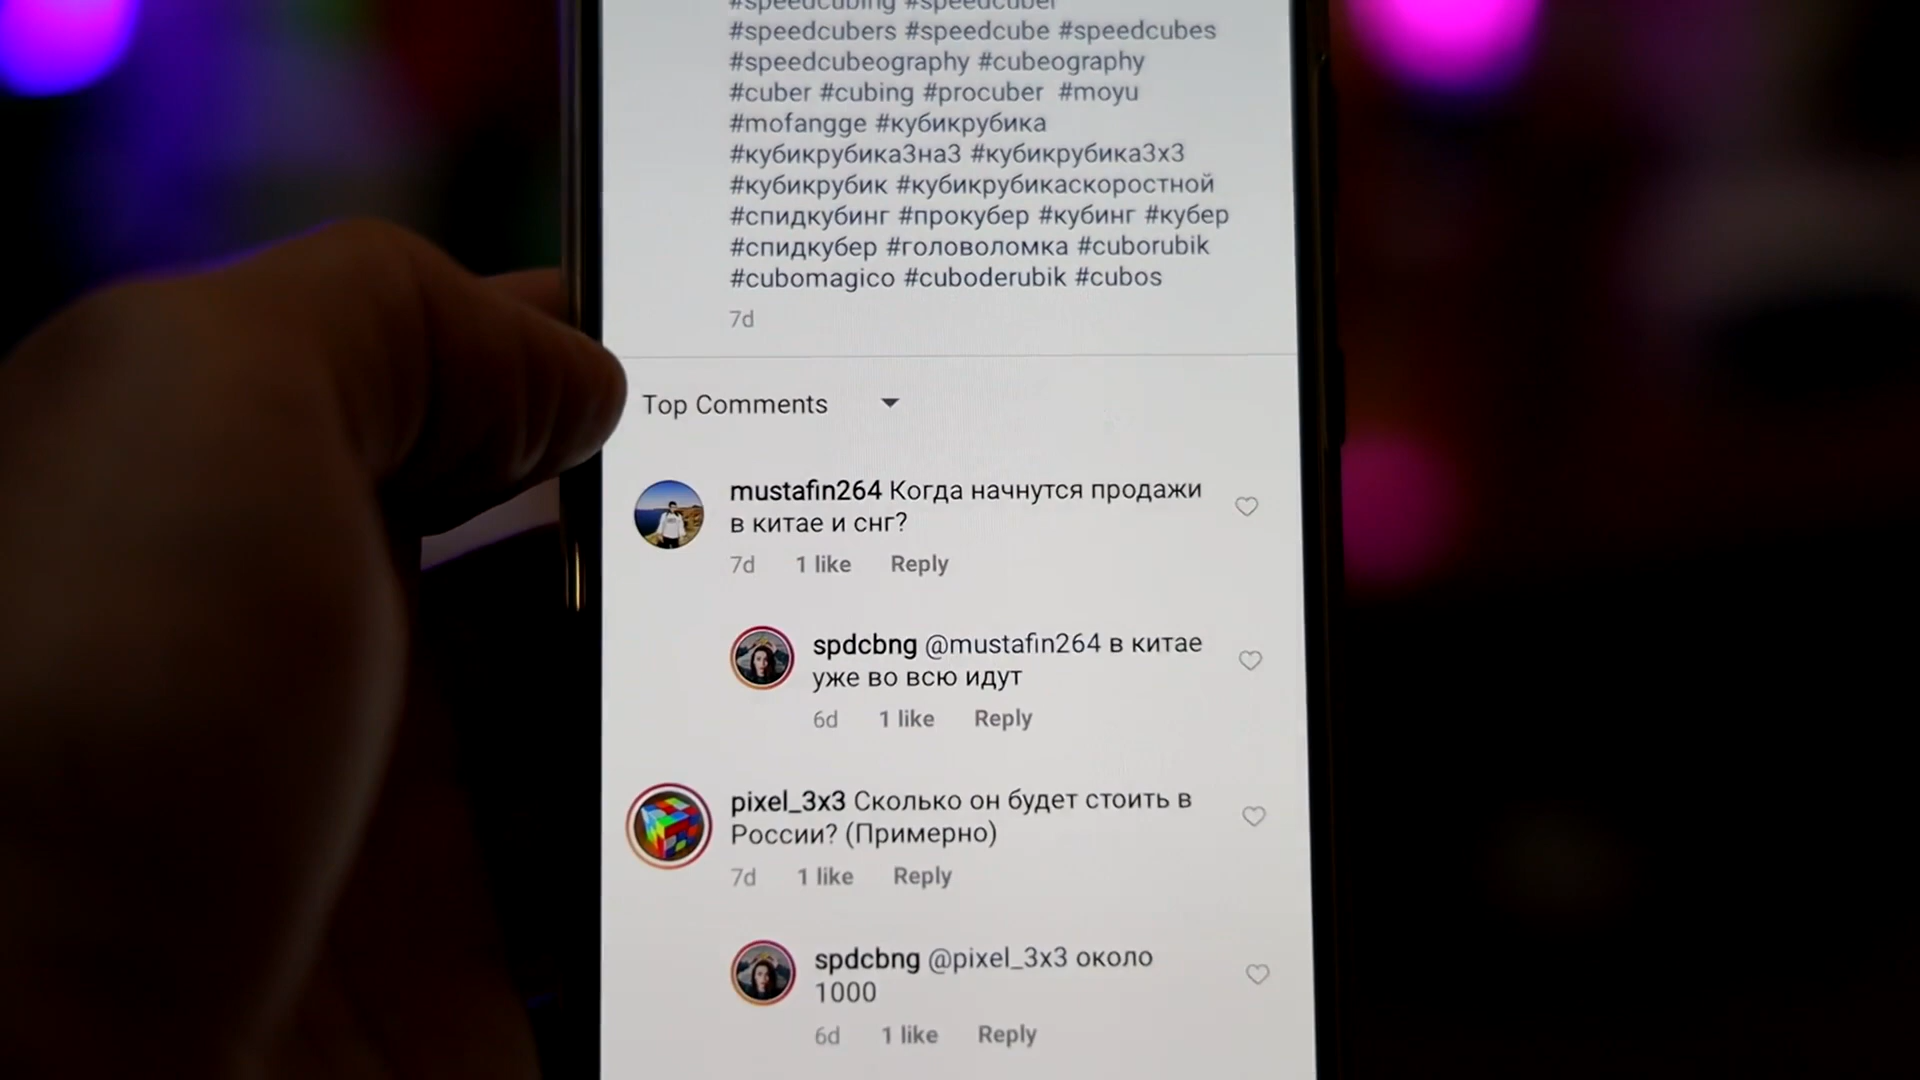 #speedcubing #speedcuber
#speedcubers #speedcube #speedcubes
#speedcubeography #cubeography
#cuber #cubing #procuber #moyu
#mofangge #кубикрубика
#кубикрубика3на3 #кубикрубика3х3
#кубикрубик #кубикрубикаскоростной
#спидкубинг #прокубер #кубинг #кубер
#спидкубер #головоломка #cuborubik
#cubomagico #cuboderubik #cubos
7d
Top Comments
mustafin264 Когда начнутся продажи
в китае и снг?
7d 1 like Reply
spdcbng @mustafin264 в китае
уже во всю идут
6d 1 like Reply
pixel_3x3 Сколько он будет стоить в
России? (Примерно)
7d 1 like Reply
spdcbng @pixel_3x3 около
1000
6d 1 like Reply